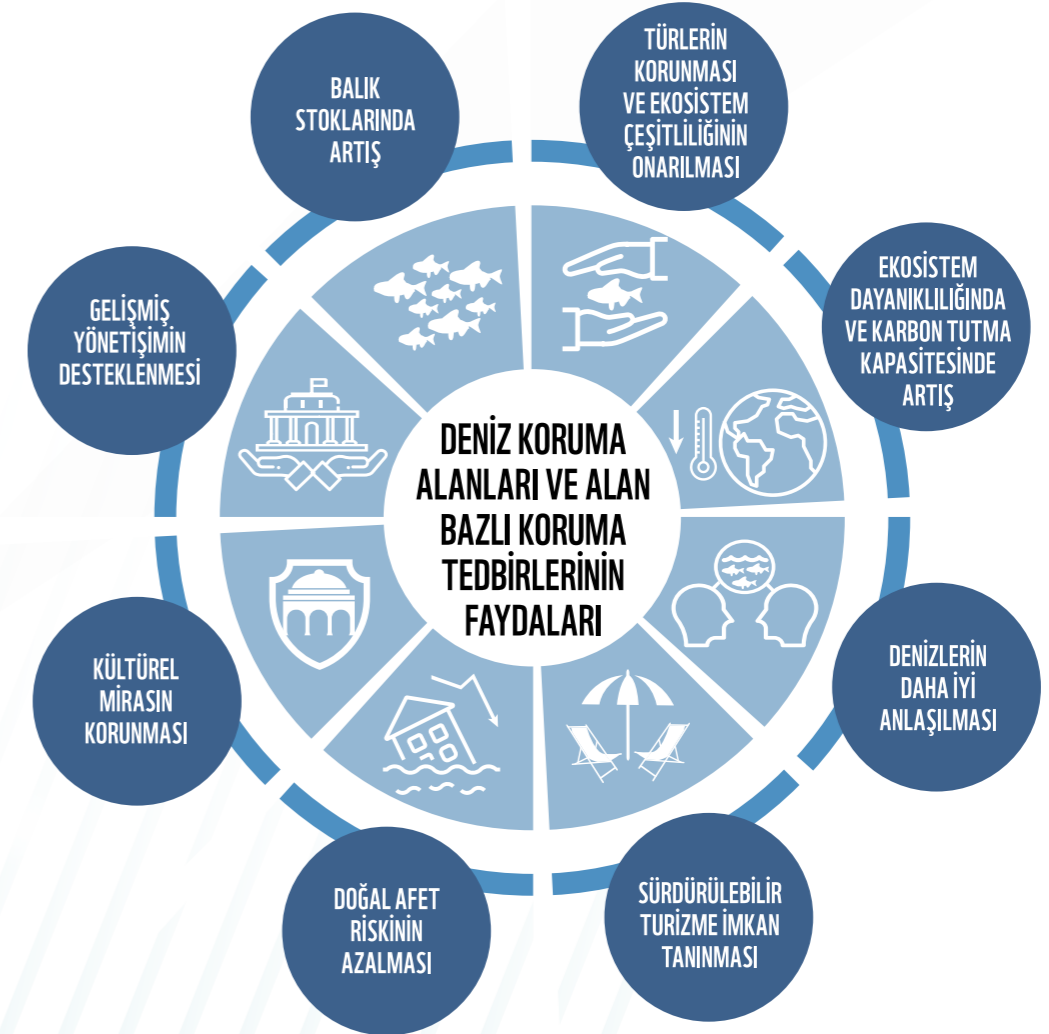 DENİZ KORUMA
ALANLARI VE ALAN
BAZLI KORUMA
TEDBİRLERİNİN
FAYDALARI
TÜRLERİN
KORUNMASI
VE EKOSİSTEM
ÇEŞİTLİLİĞİNİN
ONARILMASI
EKOSİSTEM
DAYANIKLILIĞINDA
VE KARBON TUTMA
KAPASİTESİNDE
ARTIŞ
DENİZLERİN
DAHA İYİ
ANLAŞILMASI
SÜRDÜRÜLEBİLİR
TURİZME İMKAN
TANINMASI
DOĞAL AFET
RİSKİNİN
AZALMASI
KÜLTÜREL
MİRASIN
KORUNMASI
GELİŞMİŞ
YÖNETİŞİMİN
DESTEKLENMESİ
BALIK
STOKLARINDA
ARTIŞ